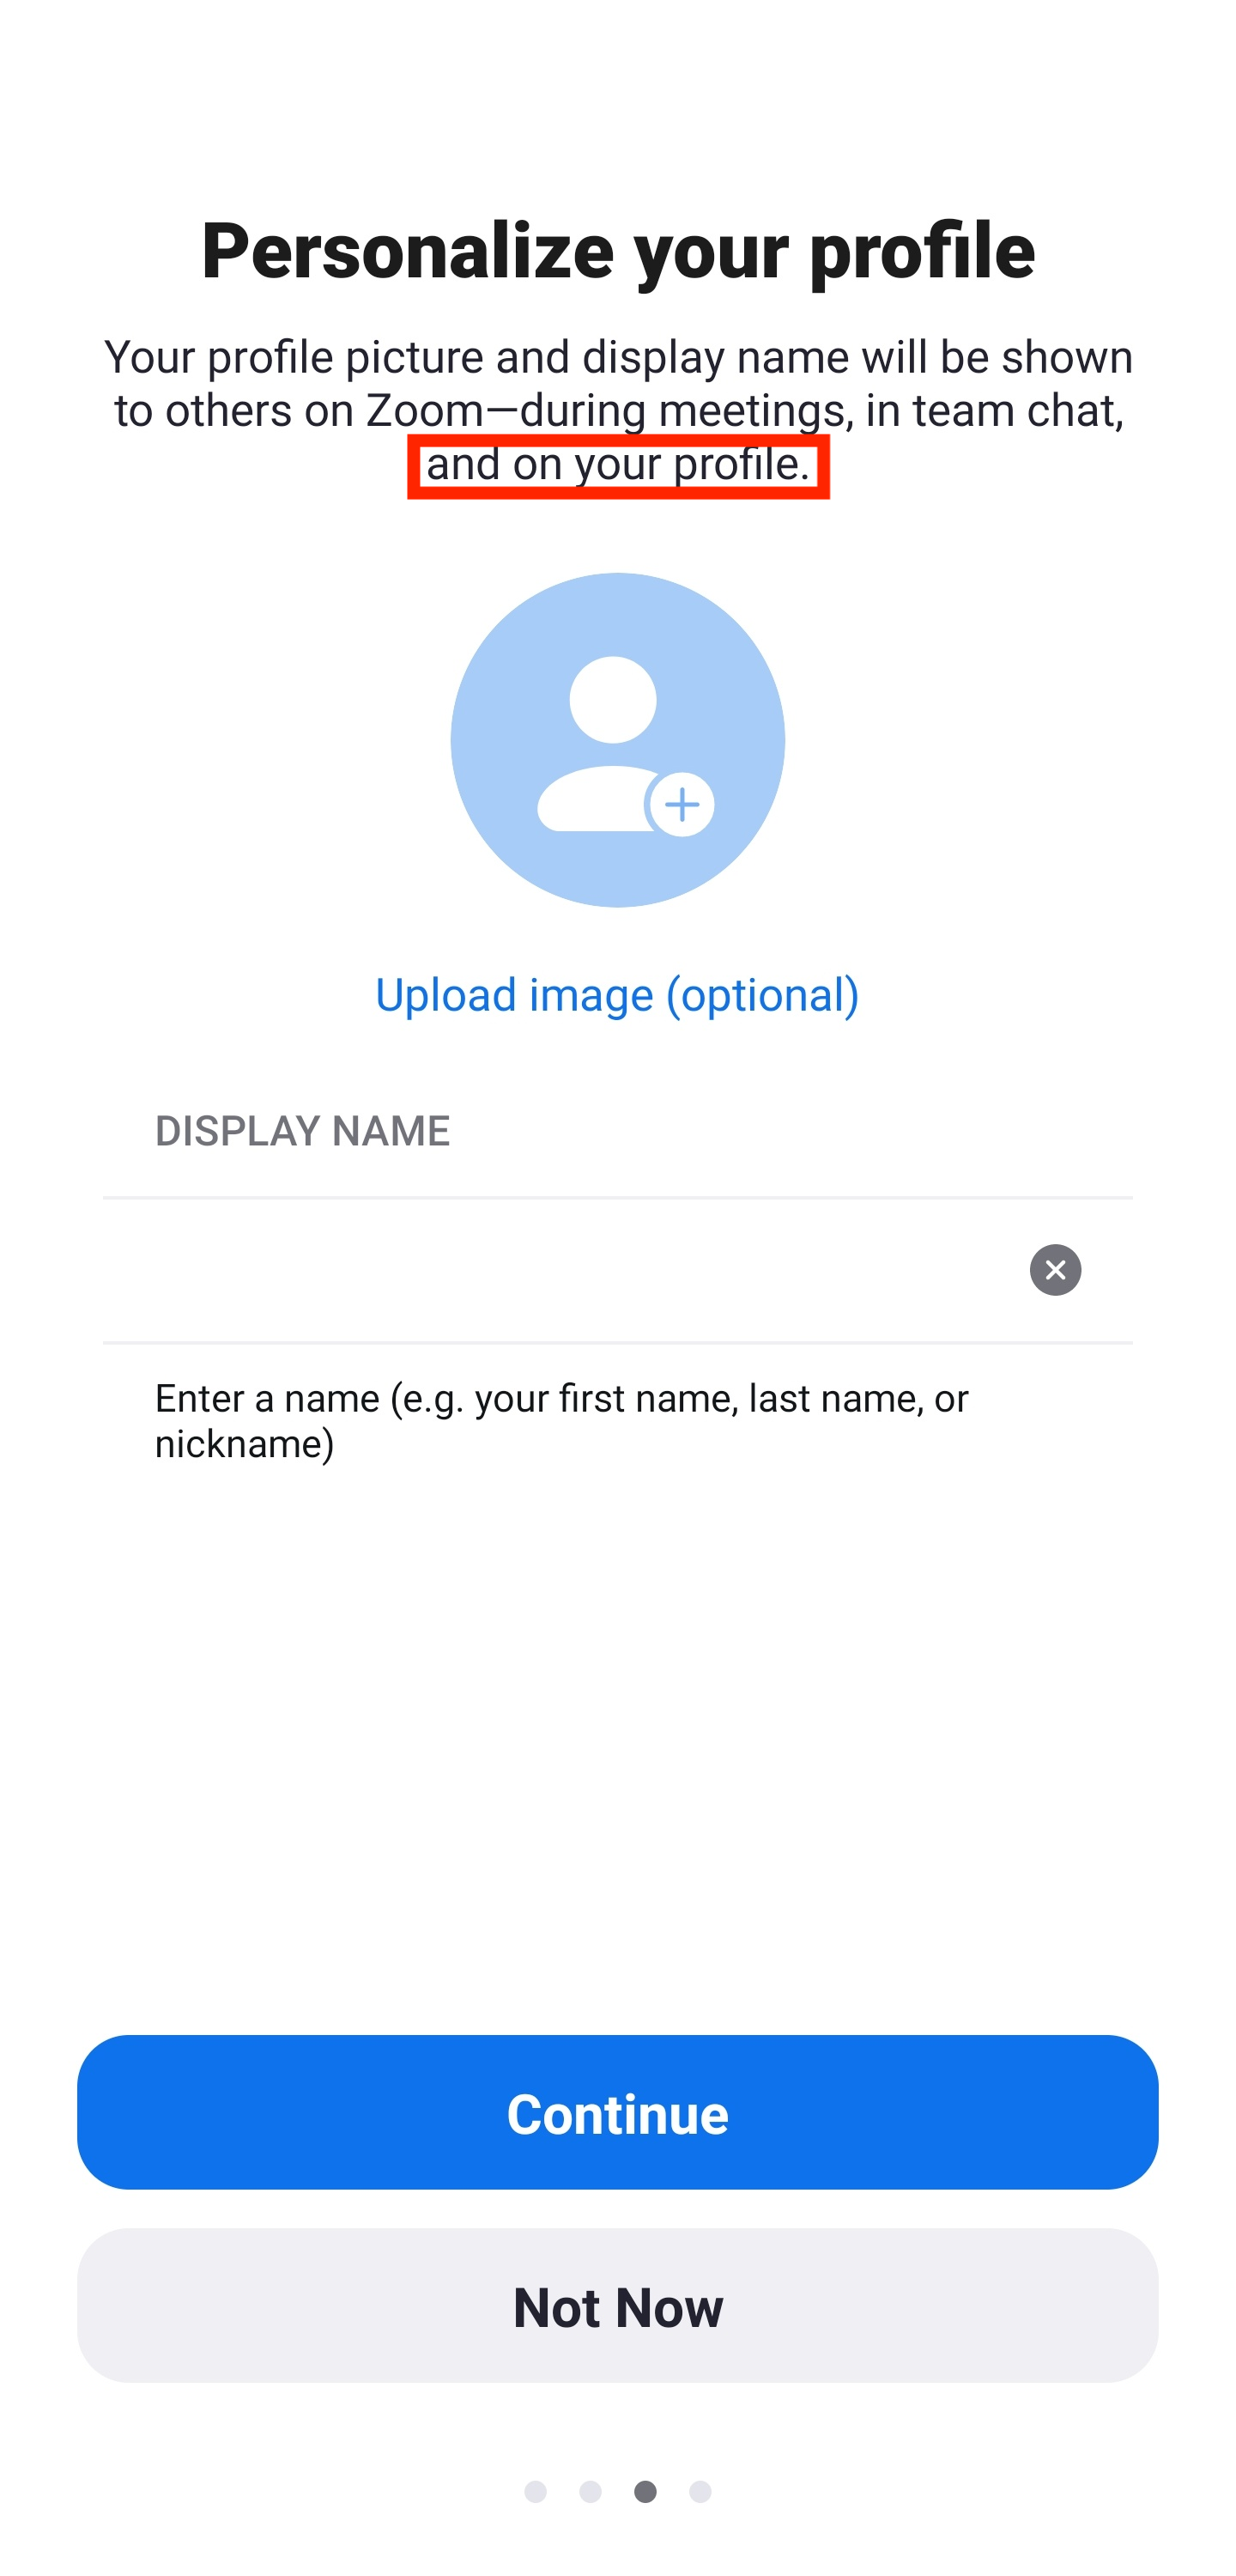 Personalize your profile
Your profile picture and display name will be shown
to others on Zoom—during meetings, in team chat,
and on your profile.
Upload image (optional)
DISPLAY NAME
Enter a name (e.g. your first name, last name, or
nickname)
Continue
Not Now